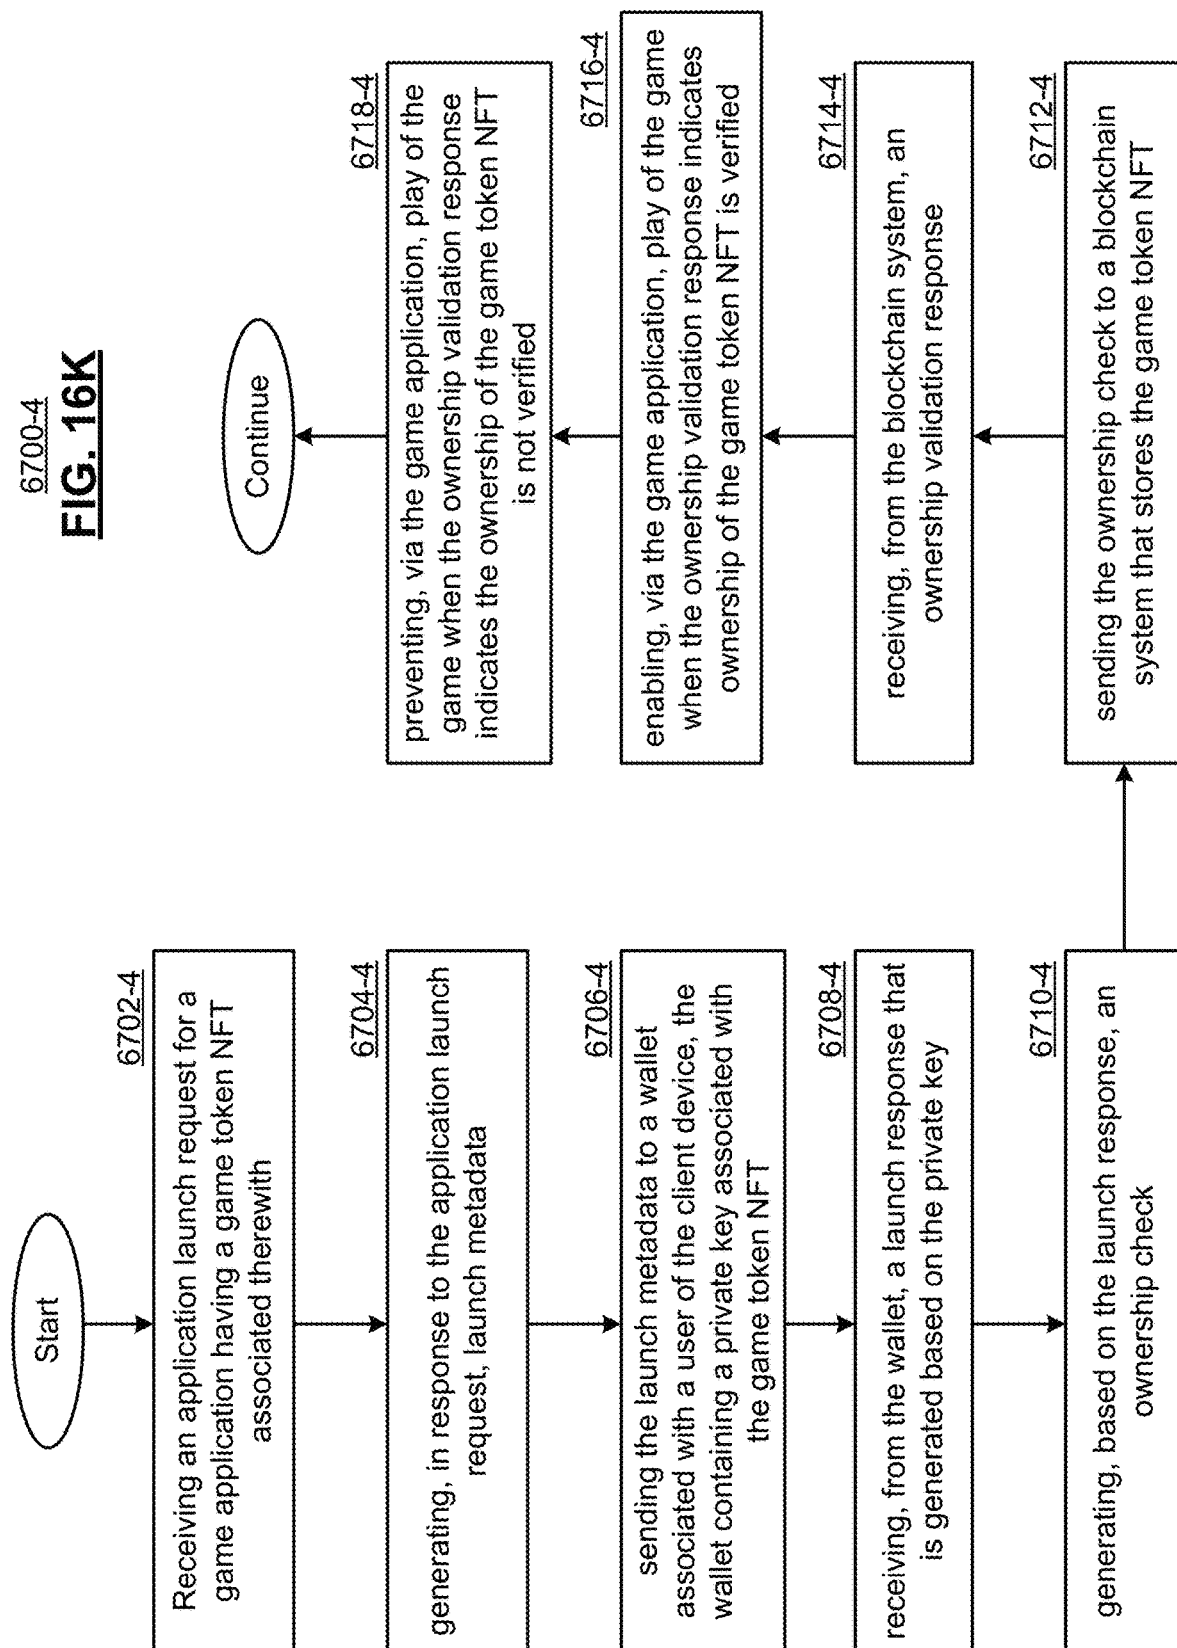 6700-4
FIG. 16K
Start
6702-4
Receiving an application launch request for a
game application having a game token NFT
associated therewith
6704-4
generating, in response to the application launch
request, launch metadata
6706-4
sending the launch metadata to a wallet
associated with a user of the client device, the
wallet containing a private key associated with
the game token NFT
6708-4
receiving, from the wallet, a launch response that
is generated based on the private key
6710-4
generating, based on the launch response, an
ownership check
6712-4
sending the ownership check to a blockchain
system that stores the game token NFT
6714-4
receiving, from the blockchain system, an
ownership validation response
6716-4
enabling, via the game application, play of the game
when the ownership validation response indicates
ownership of the game token NFT is verified
6718-4
preventing, via the game application, play of the
game when the ownership validation response
indicates the ownership of the game token NFT
is not verified
Continue